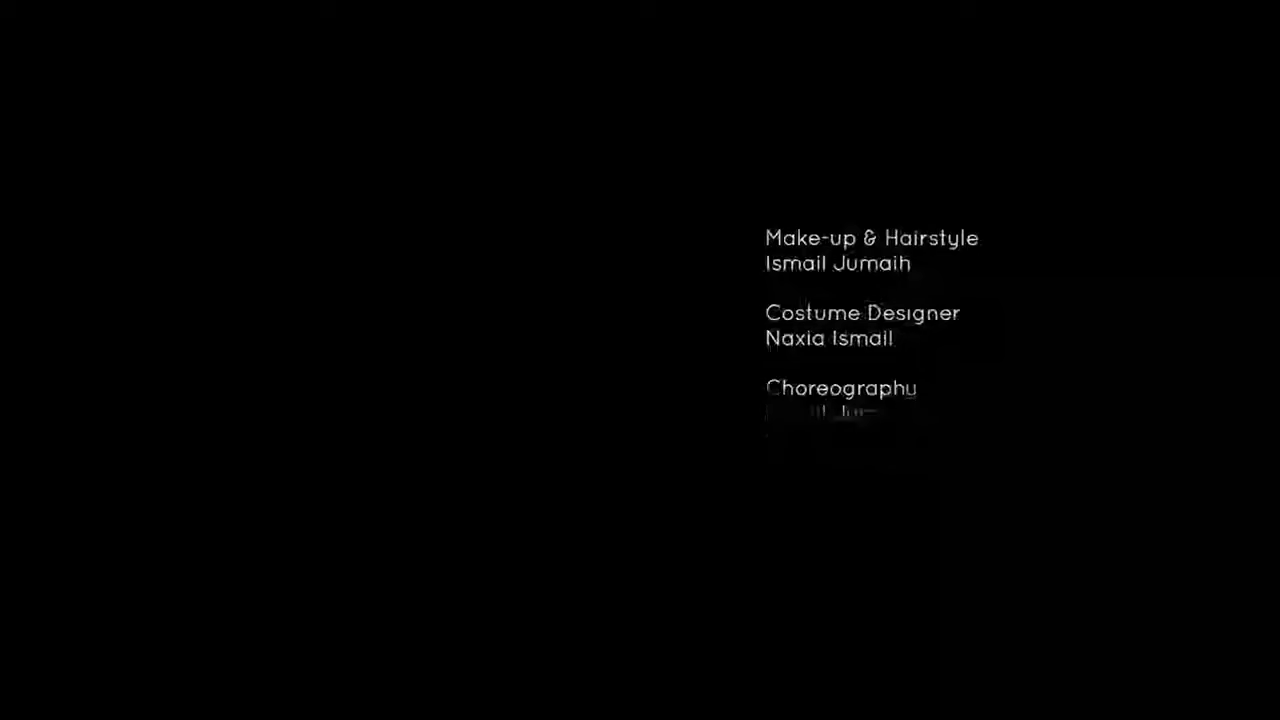 Make-up & Hairstyle
Ismail Jumaih
Costume Designer
Naxia Ismail
Choreography